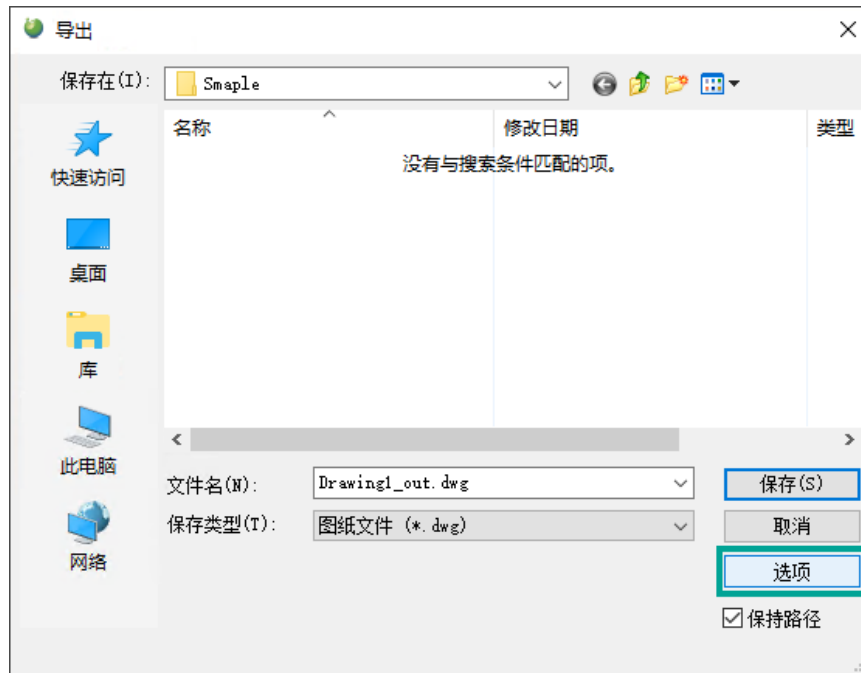 导出
保存在(I): Smaple
名称 修改日期 类型
没有与搜索条件匹配的项。
快速访问
桌面
库
此电脑
网络
文件名(N): Drawing1_out.dwg 保存(S)
保存类型(T): 图纸文件 (*.dwg) 取消
选项
保持路径